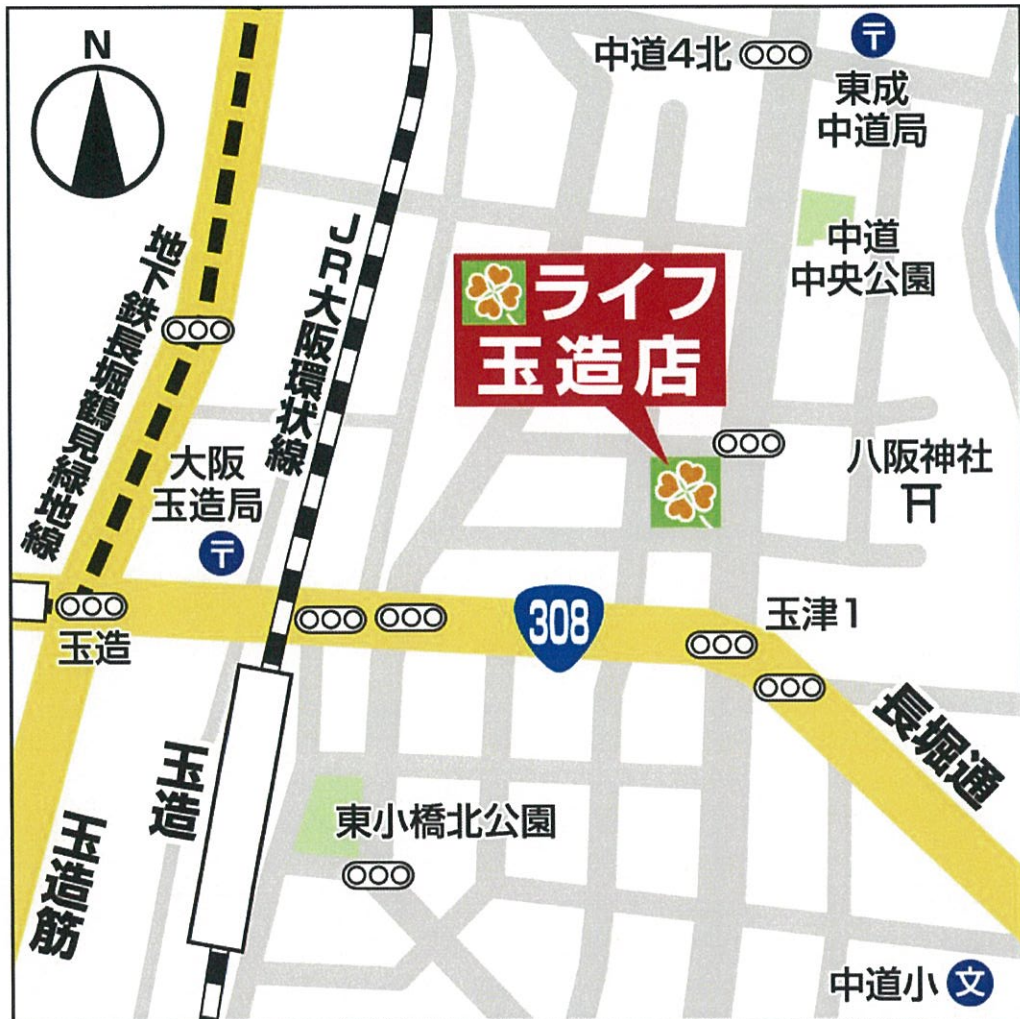 N
中道4北
〒
東成
中道局
中道
中央公園
地下鉄長堀鶴見緑地線
JR大阪環状線
ライフ
玉造店
大阪
玉造局
〒
八阪神社
玉造
308
玉津1
長堀通
玉造
東小橋北公園
玉造筋
中道小
文